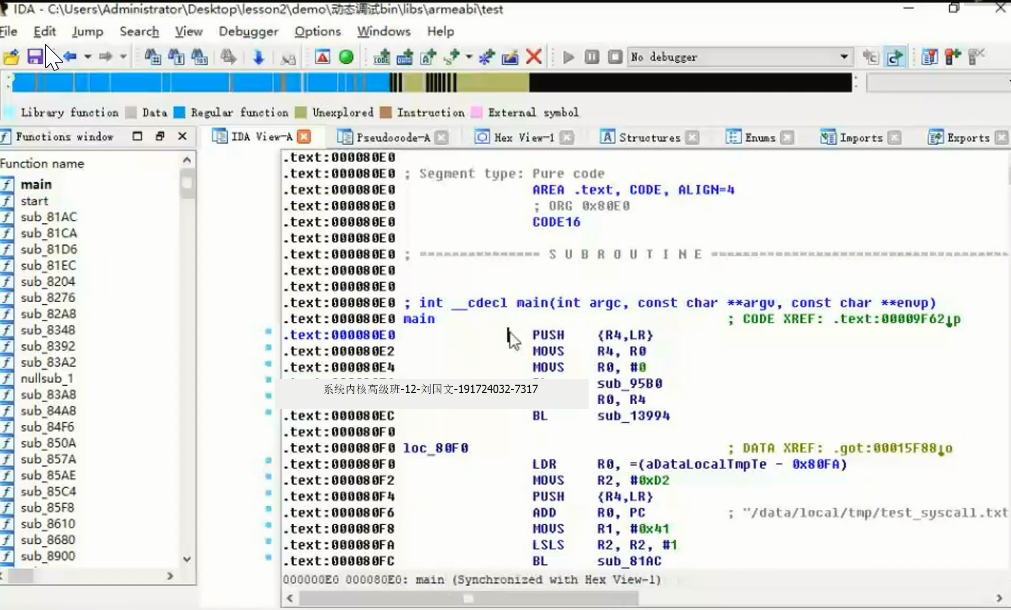 IDA - C:\Users\Administrator\Desktop\lesson2\demo\动态调试bin\libs\armeabi\test
File Edit Jump Search View Debugger Options Windows Help
No debugger
Library function Data Regular function Unexplored Instruction External symbol
Functions window
IDA View-A Pseudocode-A Hex View-1 Structures Enums Imports Exports
Function name
main
start
sub_81AC
sub_81CA
sub_81D6
sub_81EC
sub_8204
sub_8276
sub_82A8
sub_8348
sub_8392
sub_83A2
nullsub_1
sub_83A8
sub_84A8
sub_84F6
sub_850A
sub_857A
sub_85AE
sub_85C4
sub_85F8
sub_8610
sub_8680
sub_8900
.text:000080E0
.text:000080E0 ; Segment type: Pure code
.text:000080E0 AREA .text, CODE, ALIGN=4
.text:000080E0 ; ORG 0x80E0
.text:000080E0 CODE16
.text:000080E0
.text:000080E0 ; =============== S U B R O U T I N E =======================================
.text:000080E0
.text:000080E0
.text:000080E0 ; int __cdecl main(int argc, const char **argv, const char **envp)
.text:000080E0 main ; CODE XREF: .text:00009F62↓p
.text:000080E0 PUSH {R4,LR}
.text:000080E2 MOVS R4, R0
.text:000080E4 MOVS R0, #0
sub_95B0
系统内核高级班-12-刘国文-191724032-7317
R0, R4
.text:000080EC BL sub_13994
.text:000080F0
.text:000080F0 loc_80F0 ; DATA XREF: .got:00015F88↓o
.text:000080F0 LDR R0, =(aDataLocalTmpTe - 0x80FA)
.text:000080F2 MOVS R2, #0xD2
.text:000080F4 PUSH {R4,LR}
.text:000080F6 ADD R0, PC ; "/data/local/tmp/test_syscall.txt
.text:000080F8 MOVS R1, #0x41
.text:000080FA LSLS R2, R2, #1
.text:000080FC BL sub_81AC
000000E0 000080E0: main (Synchronized with Hex View-1)